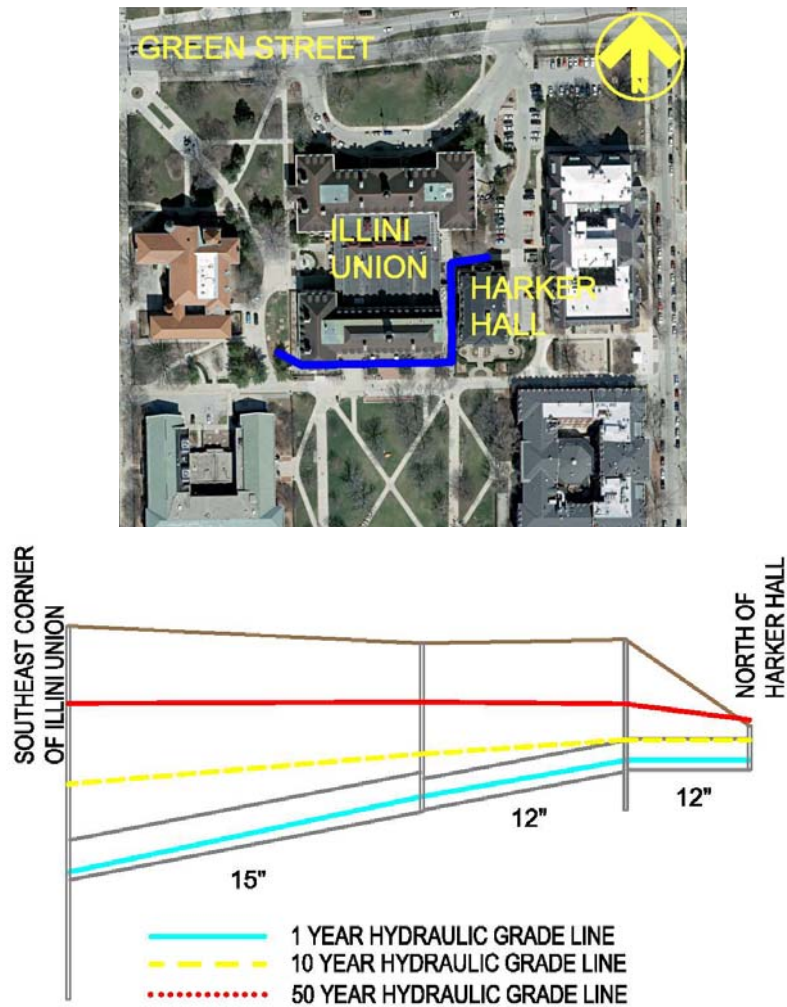 GREEN STREET
N
ILLINI
UNION
HARKER
HALL
SOUTHEAST CORNER
OF ILLINI UNION
NORTH OF
HARKER HALL
15"
12"
12"
1 YEAR HYDRAULIC GRADE LINE
10 YEAR HYDRAULIC GRADE LINE
50 YEAR HYDRAULIC GRADE LINE